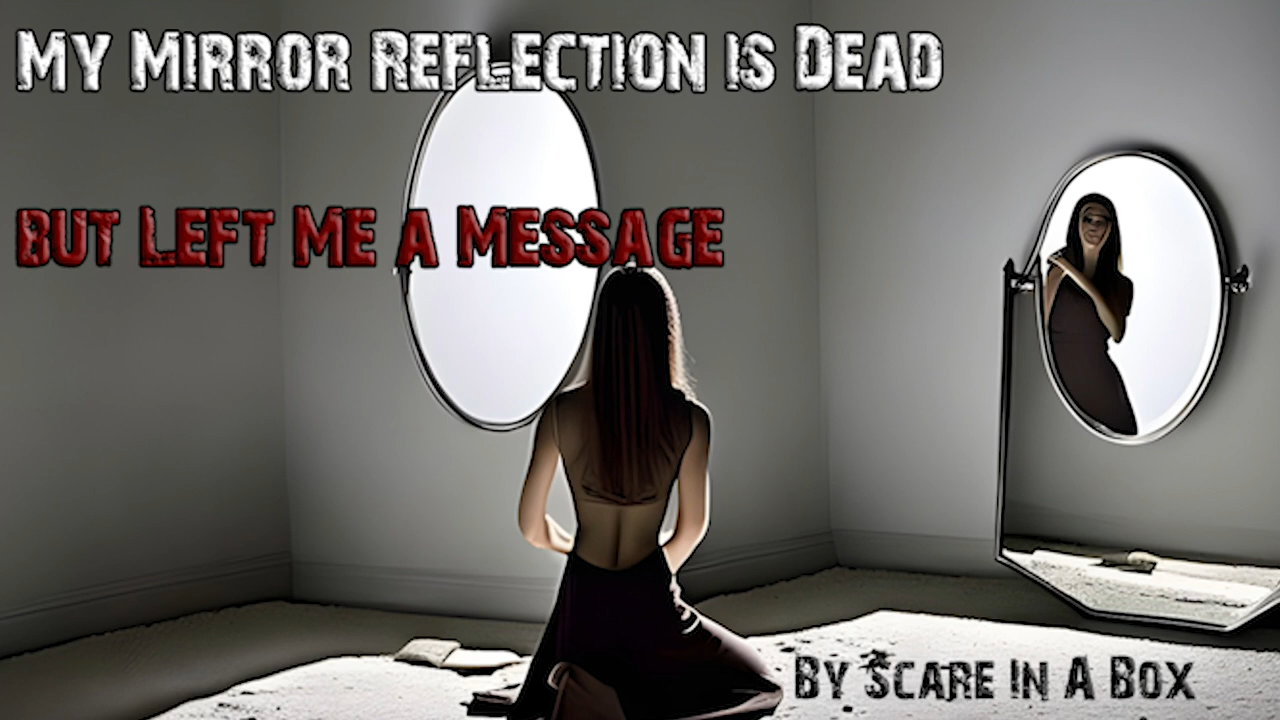 My Mirror Reflection is Dead
But Left Me A Message
By Scare In A Box